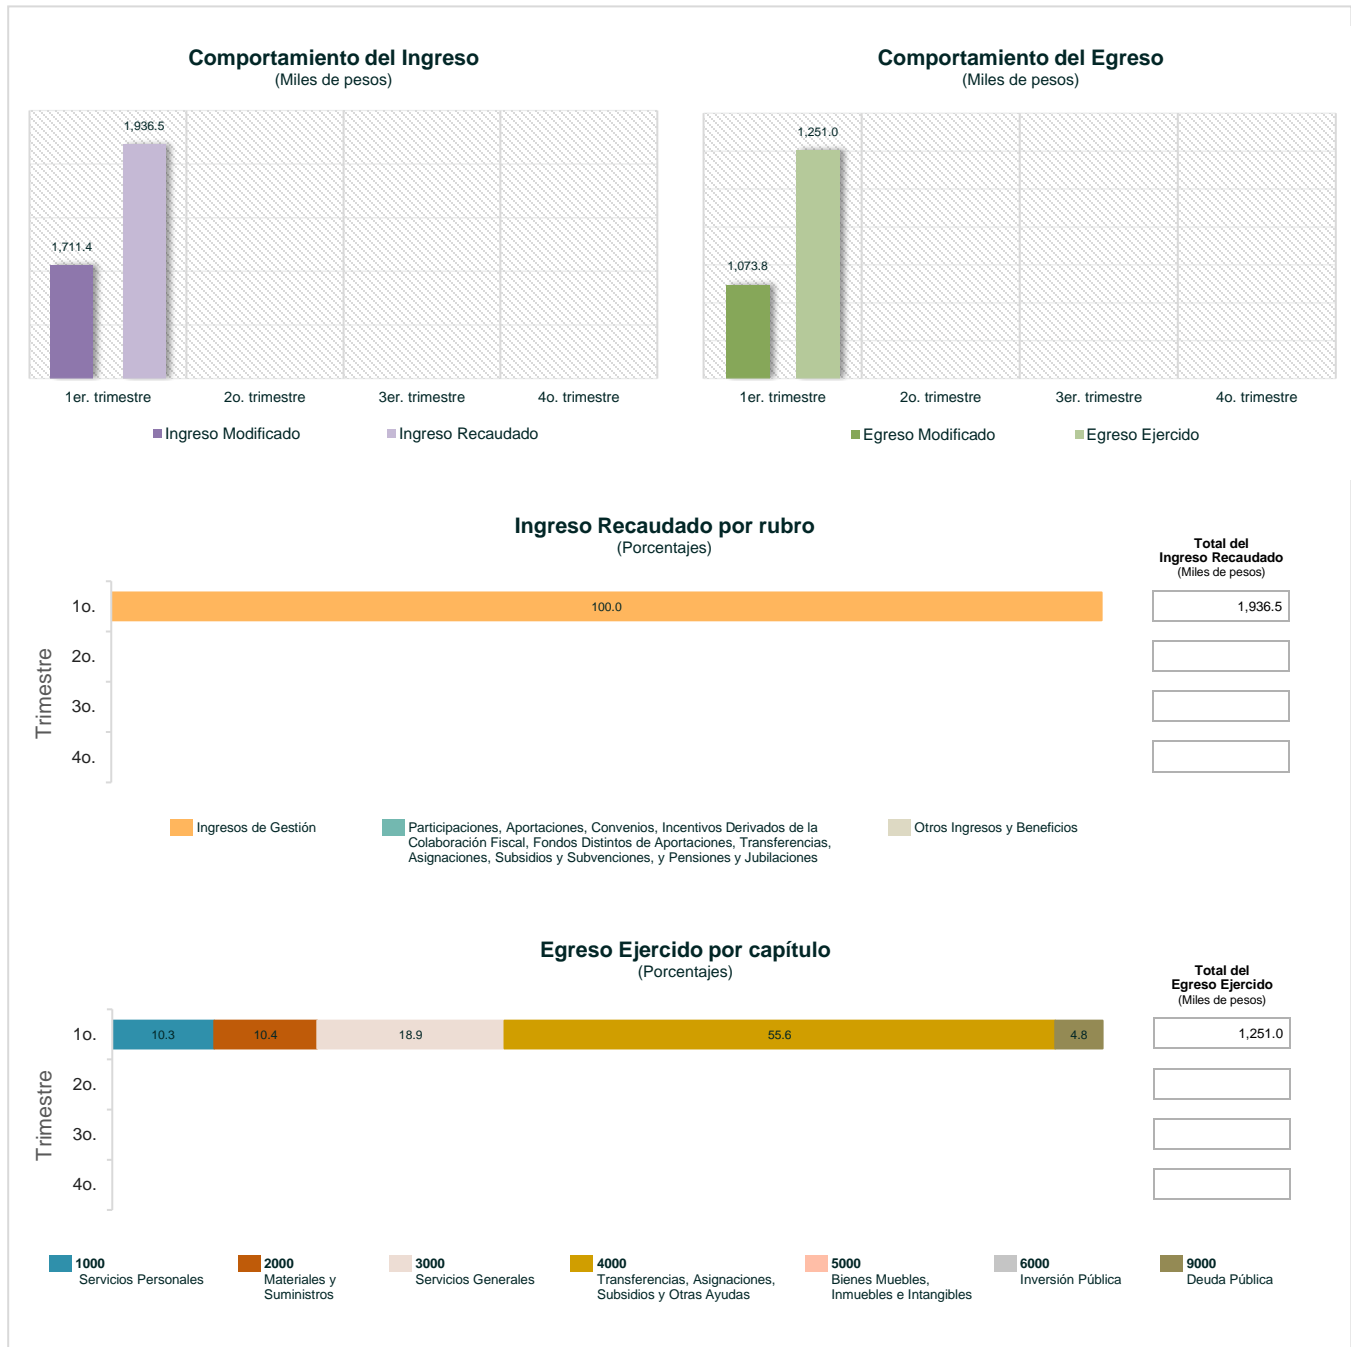 Comportamiento del Ingreso
(Miles de pesos)
1,936.5
1,711.4
1er. trimestre
2o. trimestre
3er. trimestre
4o. trimestre
Ingreso Modificado
Ingreso Recaudado
Comportamiento del Egreso
(Miles de pesos)
1,251.0
1,073.8
1er. trimestre
2o. trimestre
3er. trimestre
4o. trimestre
Egreso Modificado
Egreso Ejercido
Ingreso Recaudado por rubro
(Porcentajes)
Total del
Ingreso Recaudado
(Miles de pesos)
Trimestre
1o.
100.0
1,936.5
2o.
3o.
4o.
Ingresos de Gestión
Participaciones, Aportaciones, Convenios, Incentivos Derivados de la
Colaboración Fiscal, Fondos Distintos de Aportaciones, Transferencias,
Asignaciones, Subsidios y Subvenciones, y Pensiones y Jubilaciones
Otros Ingresos y Beneficios
Egreso Ejercido por capítulo
(Porcentajes)
Total del
Egreso Ejercido
(Miles de pesos)
Trimestre
1o.
10.3
10.4
18.9
55.6
4.8
1,251.0
2o.
3o.
4o.
1000
Servicios Personales
2000
Materiales y
Suministros
3000
Servicios Generales
4000
Transferencias, Asignaciones,
Subsidios y Otras Ayudas
5000
Bienes Muebles,
Inmuebles e Intangibles
6000
Inversión Pública
9000
Deuda Pública